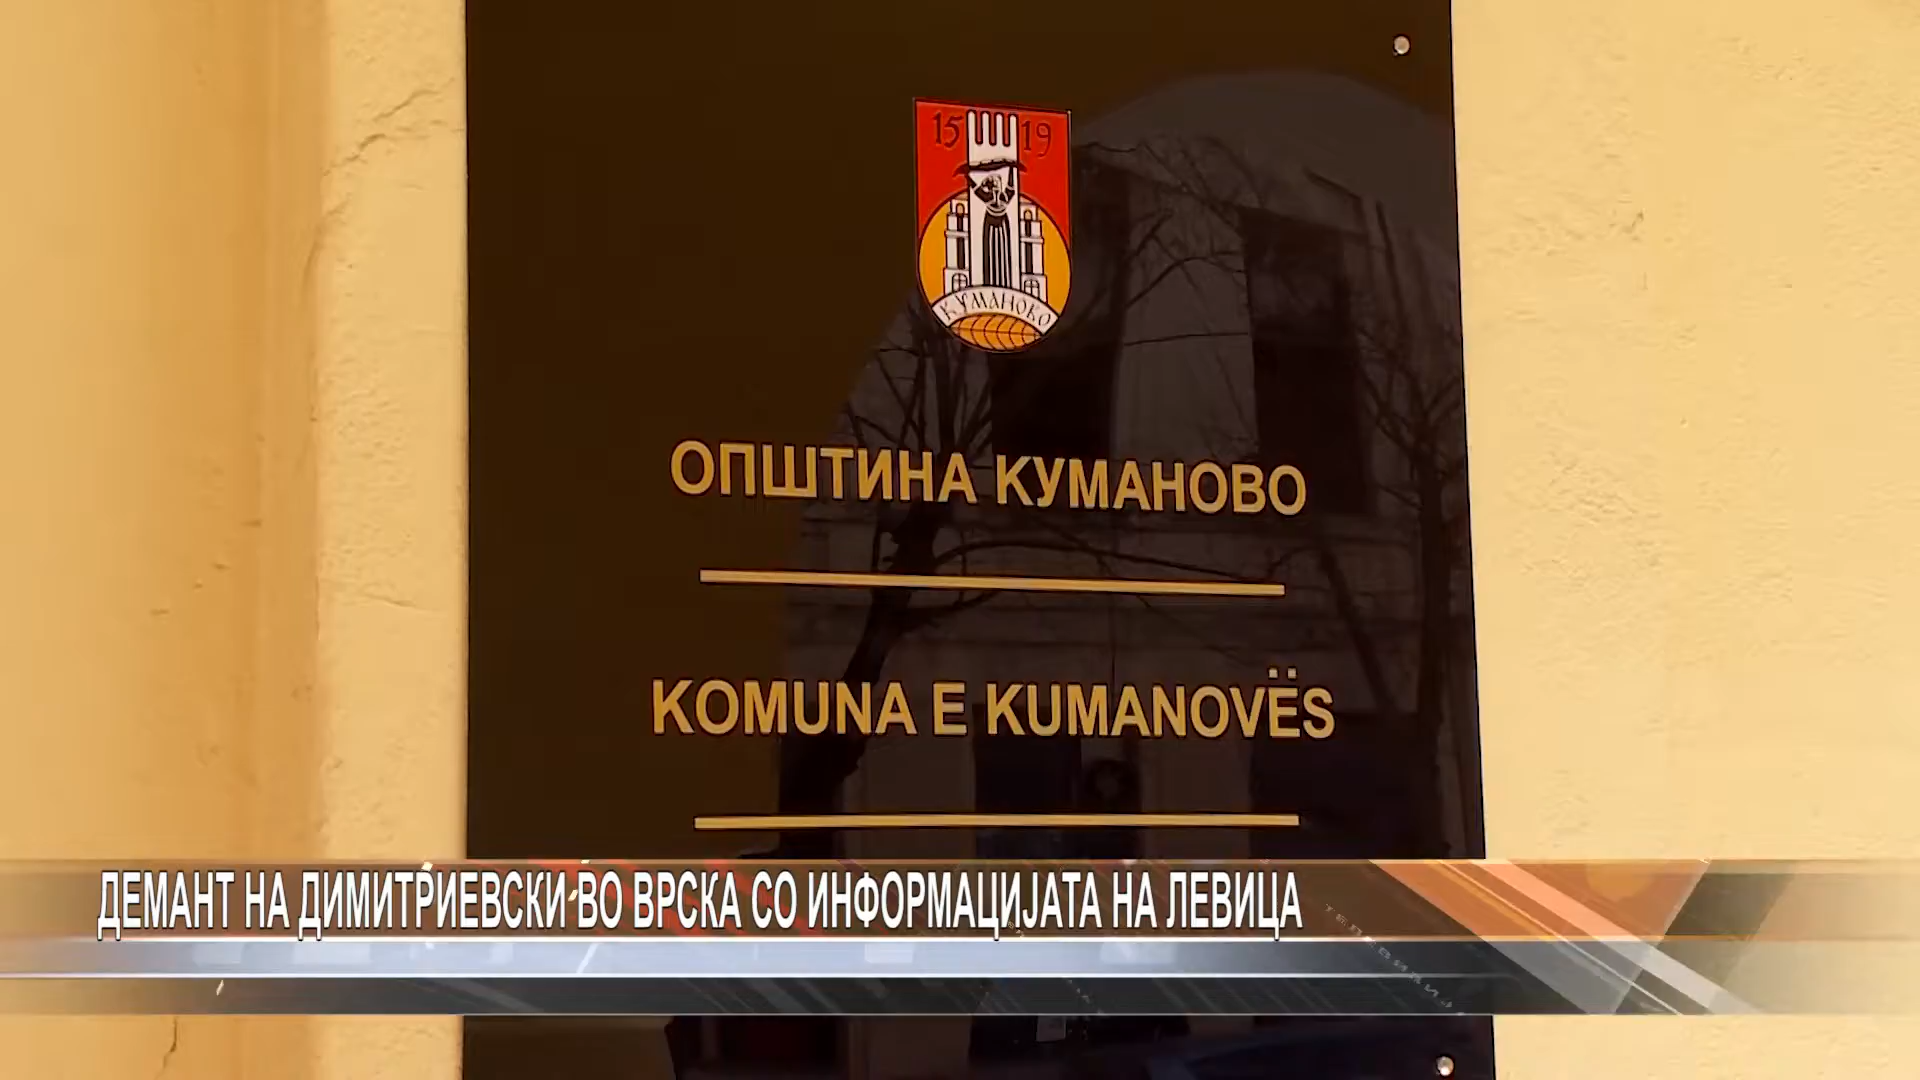 15 19
КУМАНОВО
ОПШТИНА КУМАНОВО
KOMUNA E KUMANOVËS
ДЕМАНТ НА ДИМИТРИЕВСКИ ВО ВРСКА СО ИНФОРМАЦИЈАТА НА ЛЕВИЦА